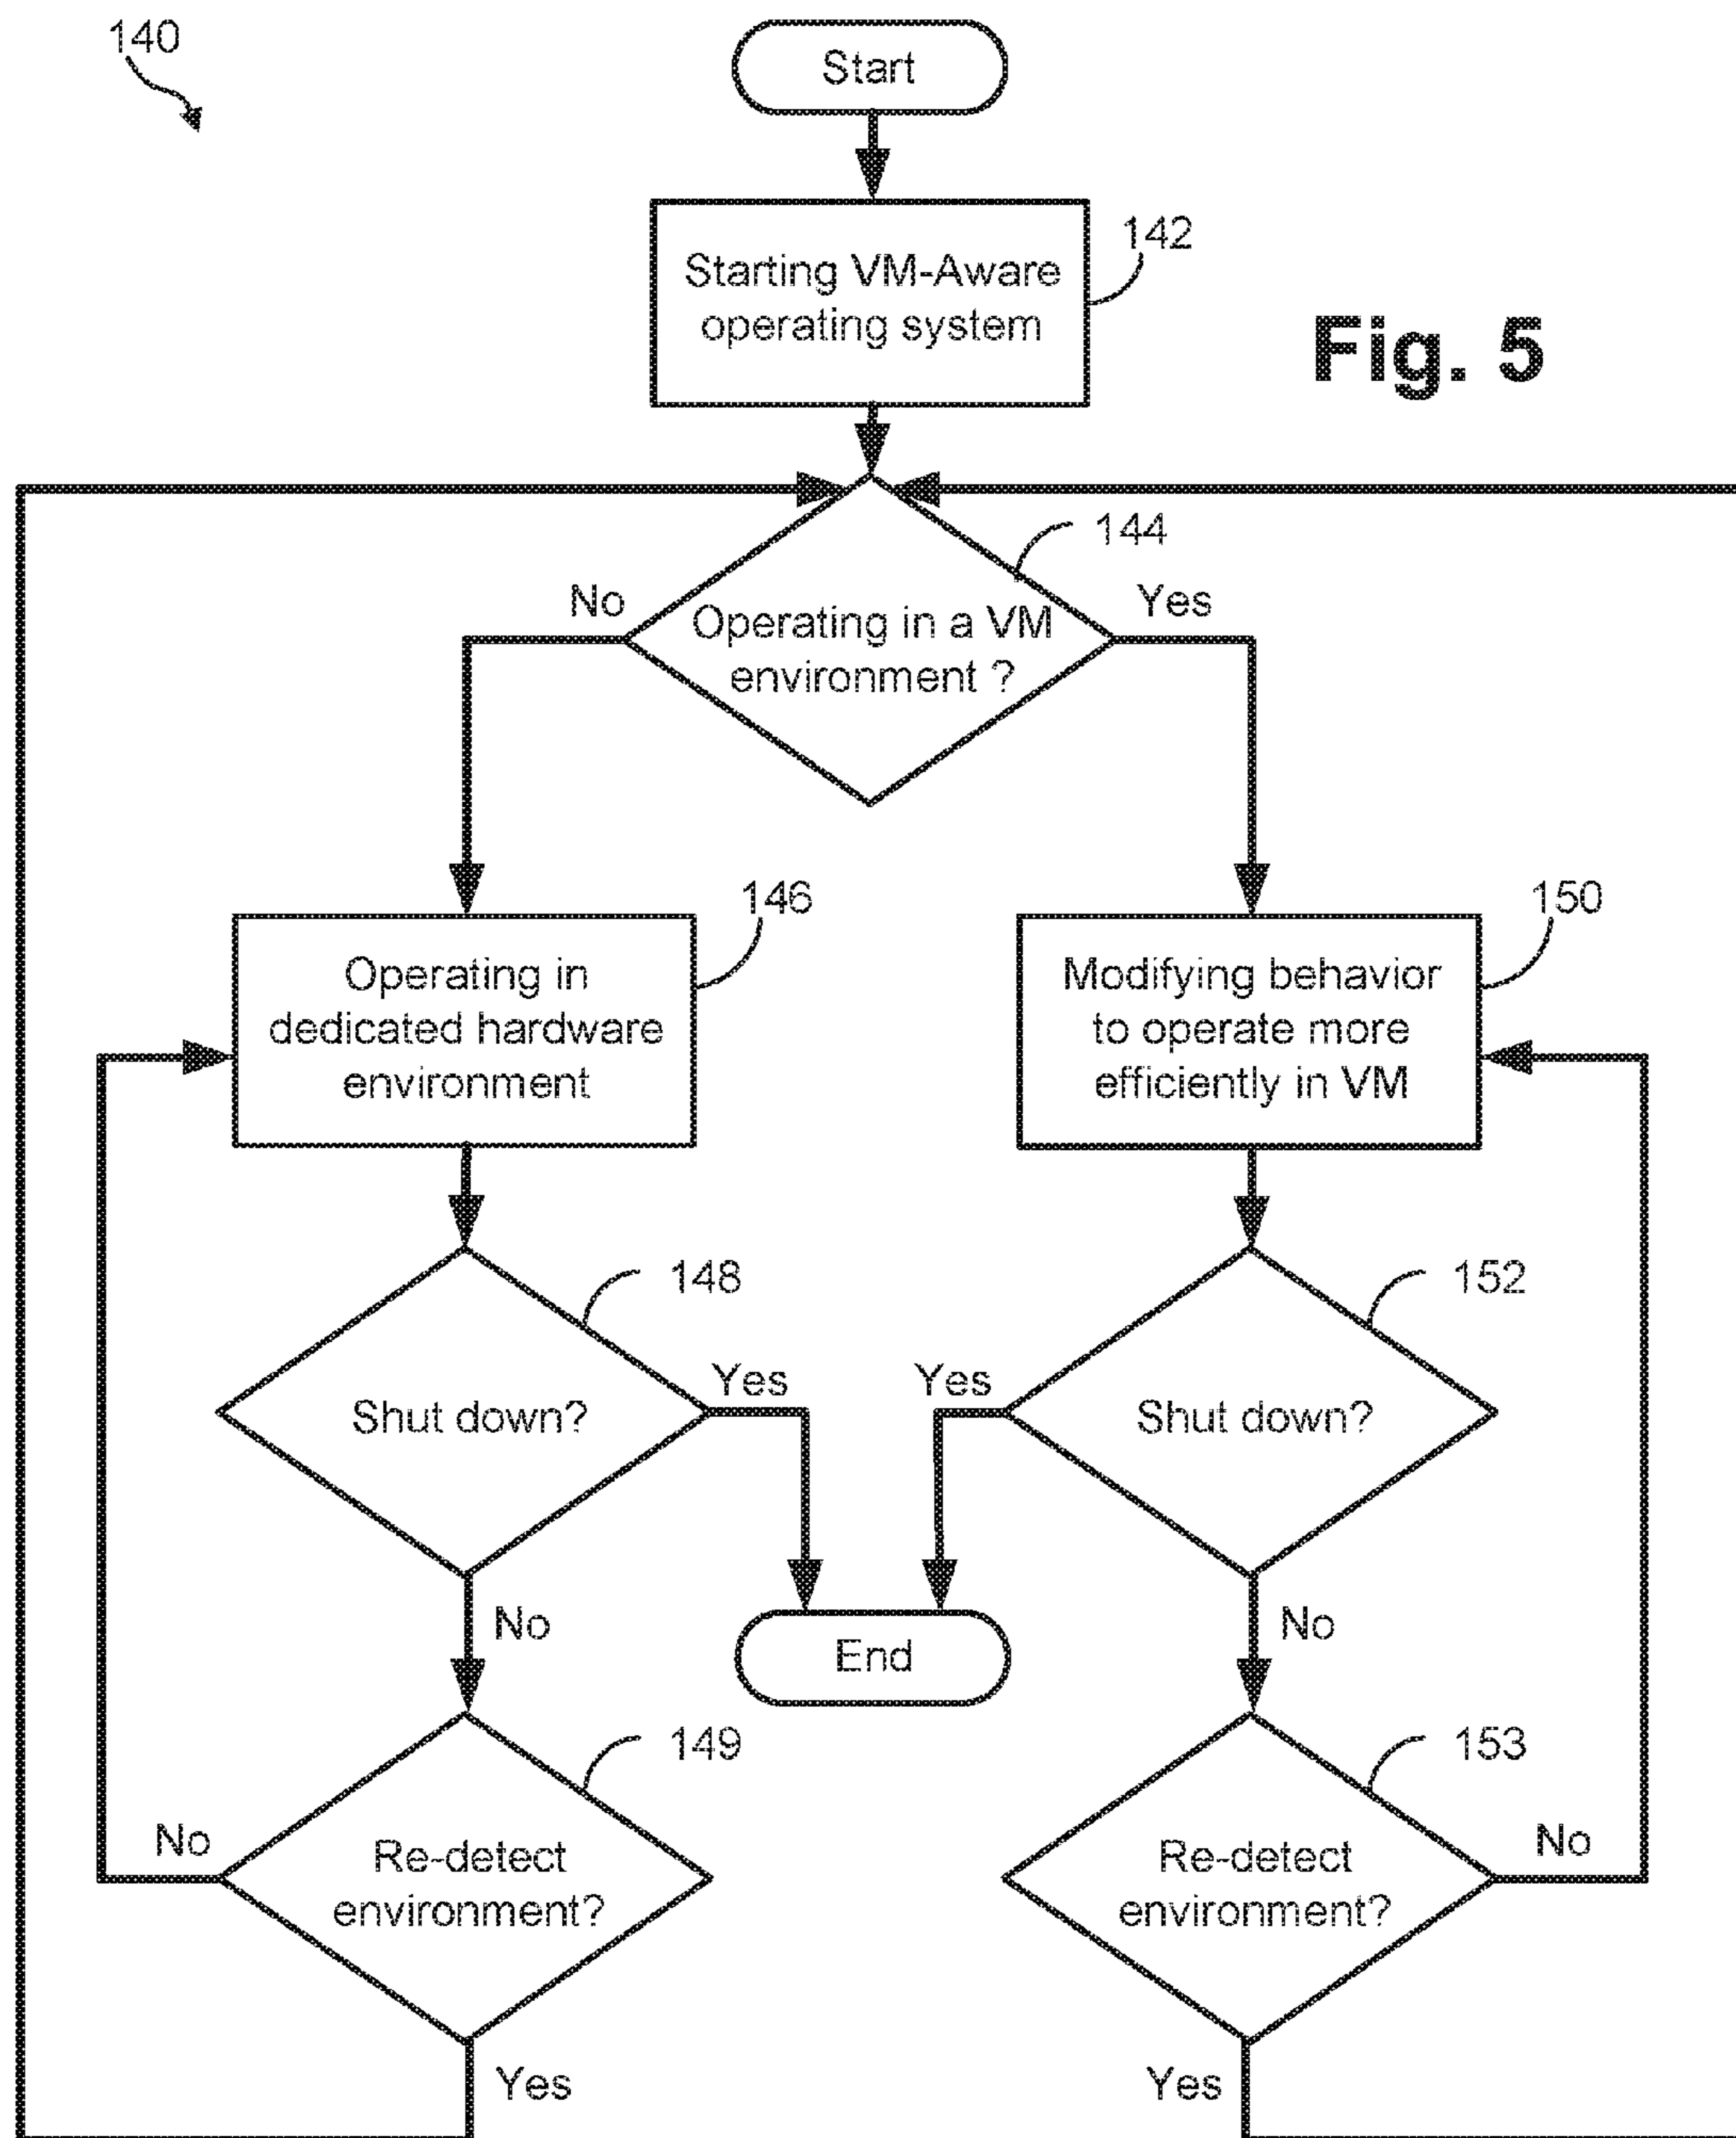 140
Start
Starting VM-Aware
operating system
142
Fig. 5
144
No
Yes
Operating in a VM
environment ?
146
150
Operating in
dedicated hardware
environment
Modifying behavior
to operate more
efficiently in VM
148
152
Yes
Yes
Shut down?
Shut down?
No
No
End
149
153
No
No
Re-detect
environment?
Re-detect
environment?
Yes
Yes